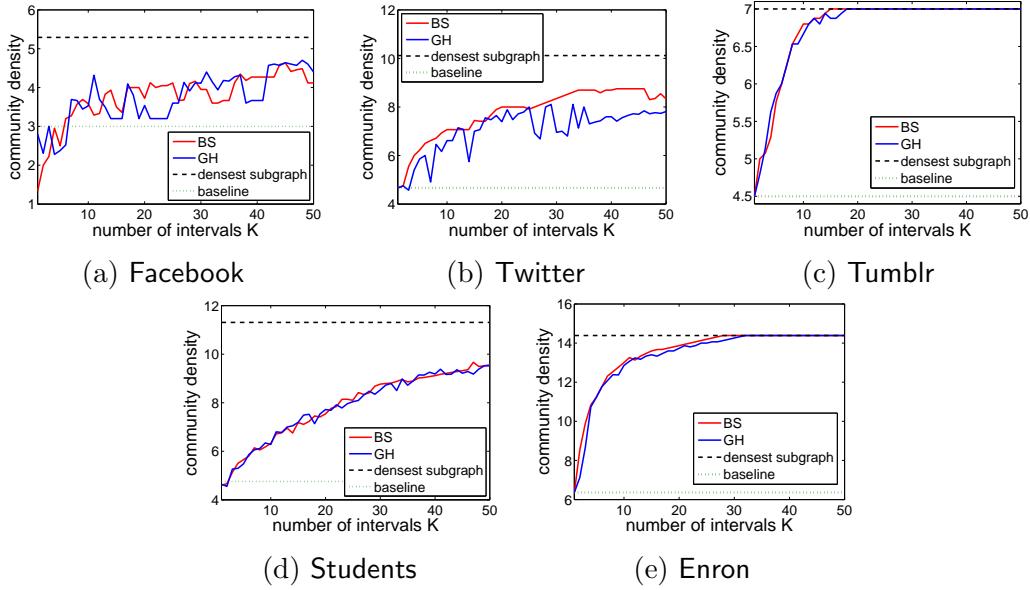 community density
6
5
4
3
2
1
10 20 30 40 50
number of intervals K
BS
GH
densest subgraph
baseline
(a) Facebook
community density
12
10
8
6
4
0 10 20 30 40 50
number of intervals K
BS
GH
densest subgraph
baseline
(b) Twitter
community density
7
6.5
6
5.5
5
4.5
10 20 30 40 50
number of intervals K
BS
GH
densest subgraph
baseline
(c) Tumblr
community density
12
10
8
6
4
0 10 20 30 40 50
number of intervals K
BS
GH
densest subgraph
baseline
(d) Students
community density
16
14
12
10
8
6
10 20 30 40 50
number of intervals K
BS
GH
densest subgraph
baseline
(e) Enron